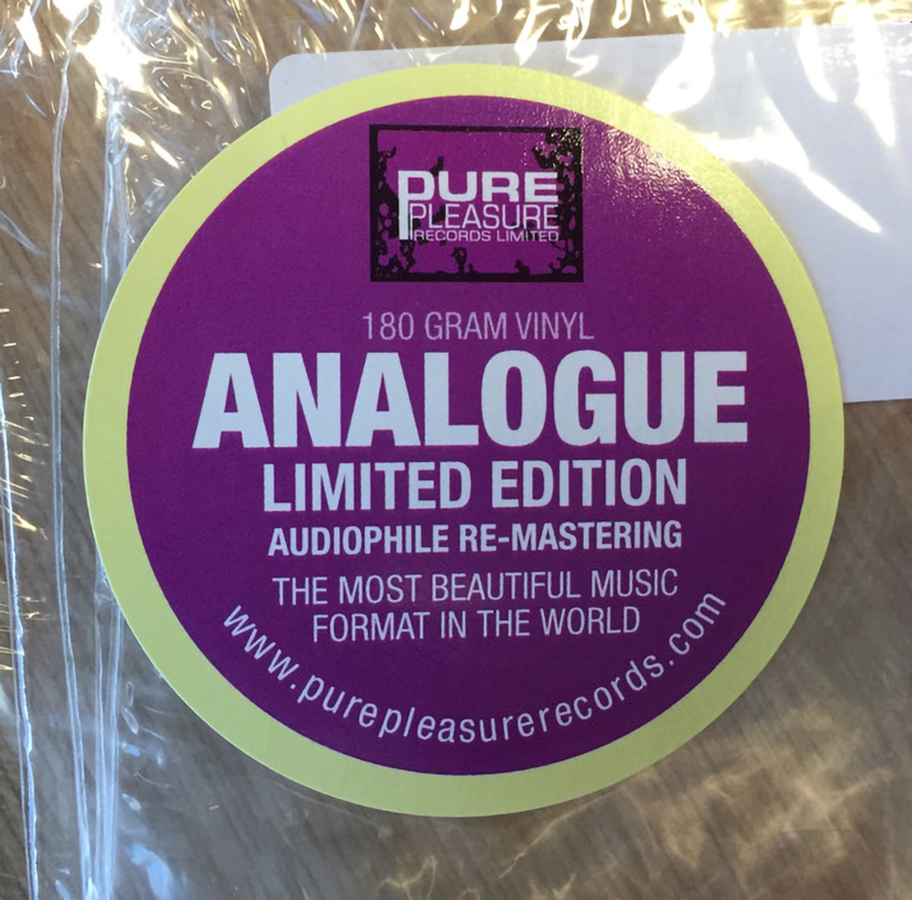 PURE
PLEASURE
RECORDS LIMITED
180 GRAM VINYL
ANALOGUE
LIMITED EDITION
AUDIOPHILE RE-MASTERING
THE MOST BEAUTIFUL MUSIC
FORMAT IN THE WORLD
www.purepleasurerecords.com